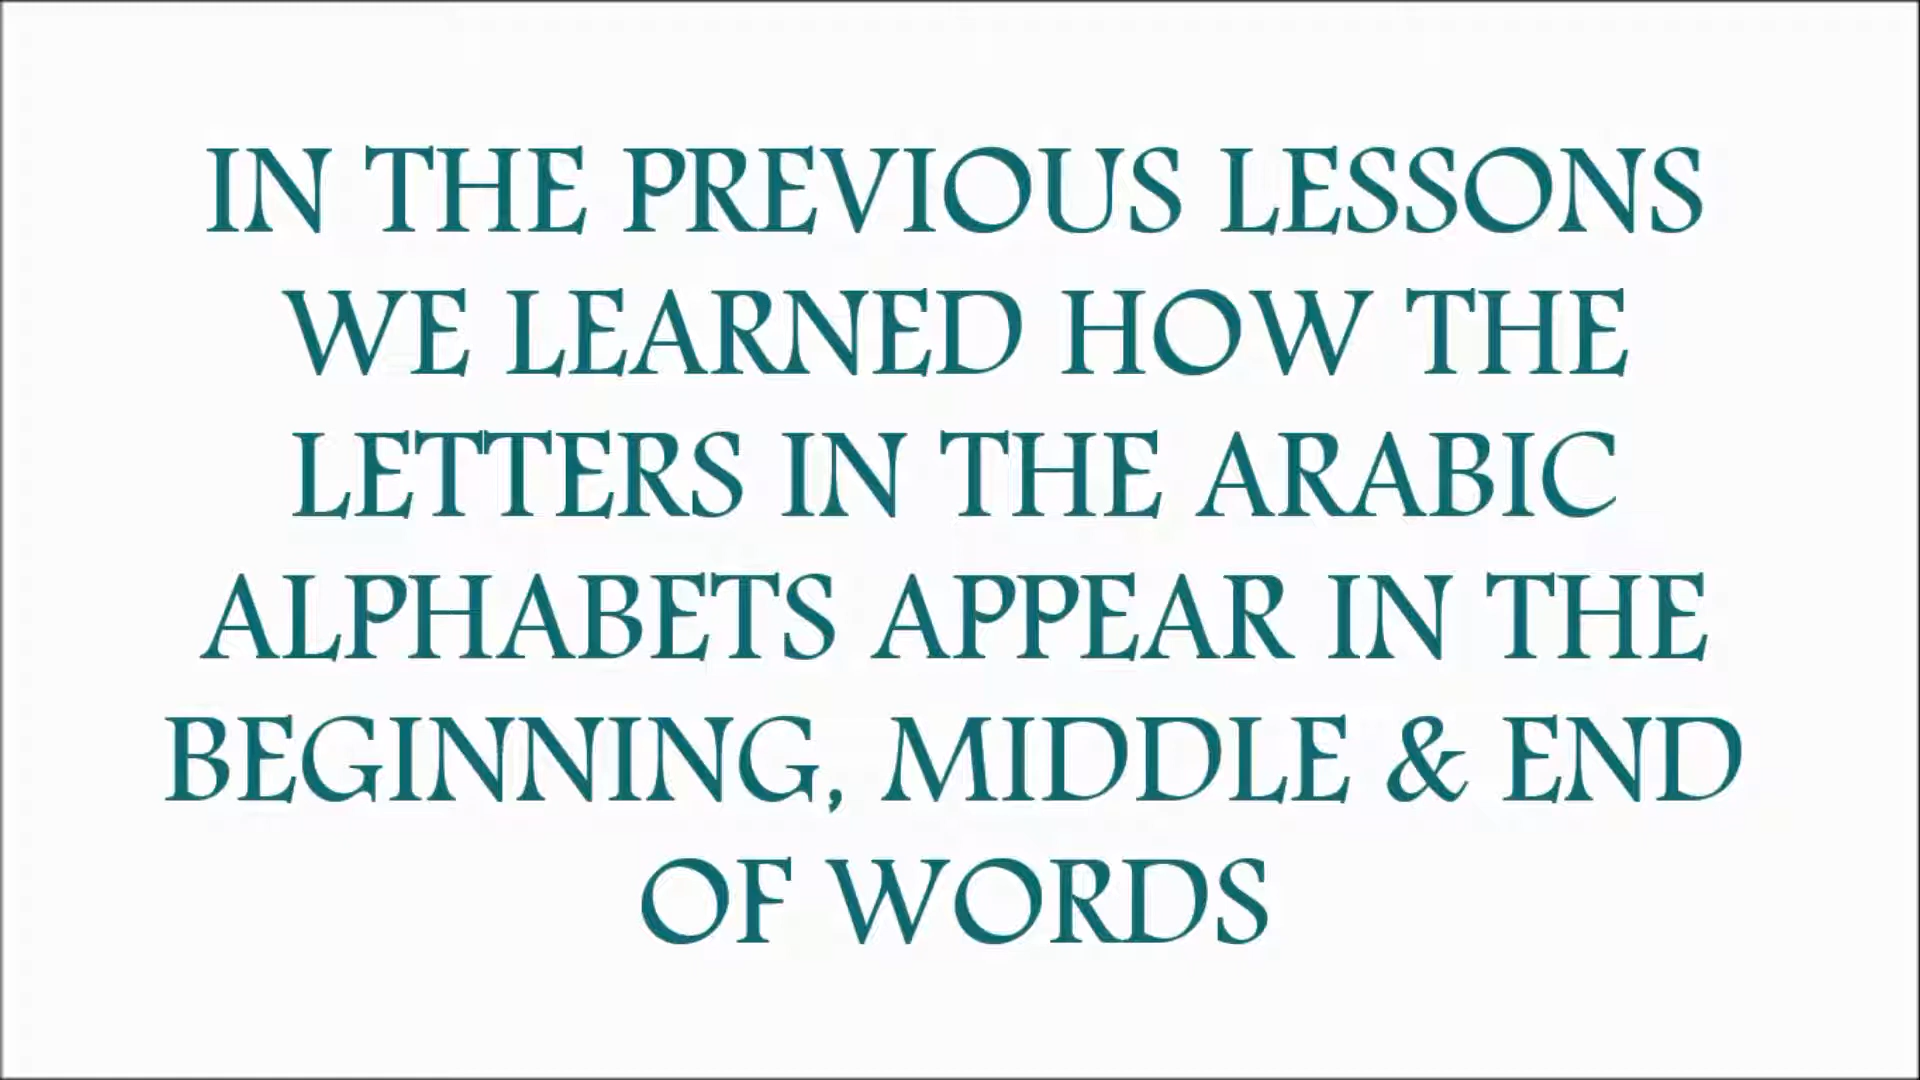 IN THE PREVIOUS LESSONS
WE LEARNED HOW THE
LETTERS IN THE ARABIC
ALPHABETS APPEAR IN THE
BEGINNING, MIDDLE & END
OF WORDS